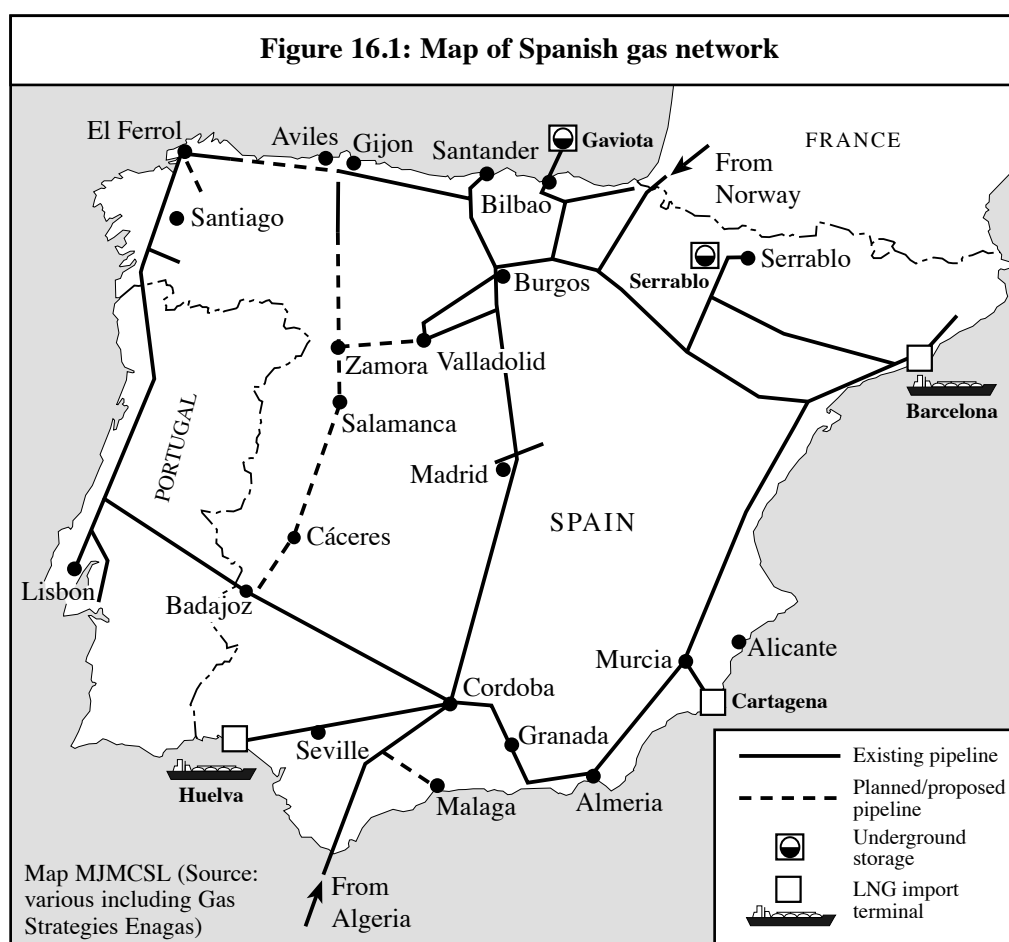 Figure 16.1: Map of Spanish gas network
El Ferrol
Aviles
Gijon
Santander
Gaviota
FRANCE
From
Norway
Santiago
Bilbao
Serrablo
Serrablo
Burgos
Zamora
Valladolid
Salamanca
Barcelona
PORTUGAL
Madrid
SPAIN
Cáceres
Lisbon
Badajoz
Murcia
Alicante
Cordoba
Cartagena
Seville
Granada
Huelva
Malaga
Almeria
From
Algeria
Map MJMCSL (Source:
various including Gas
Strategies Enagas)
Existing pipeline
Planned/proposed
pipeline
Underground
storage
LNG import
terminal